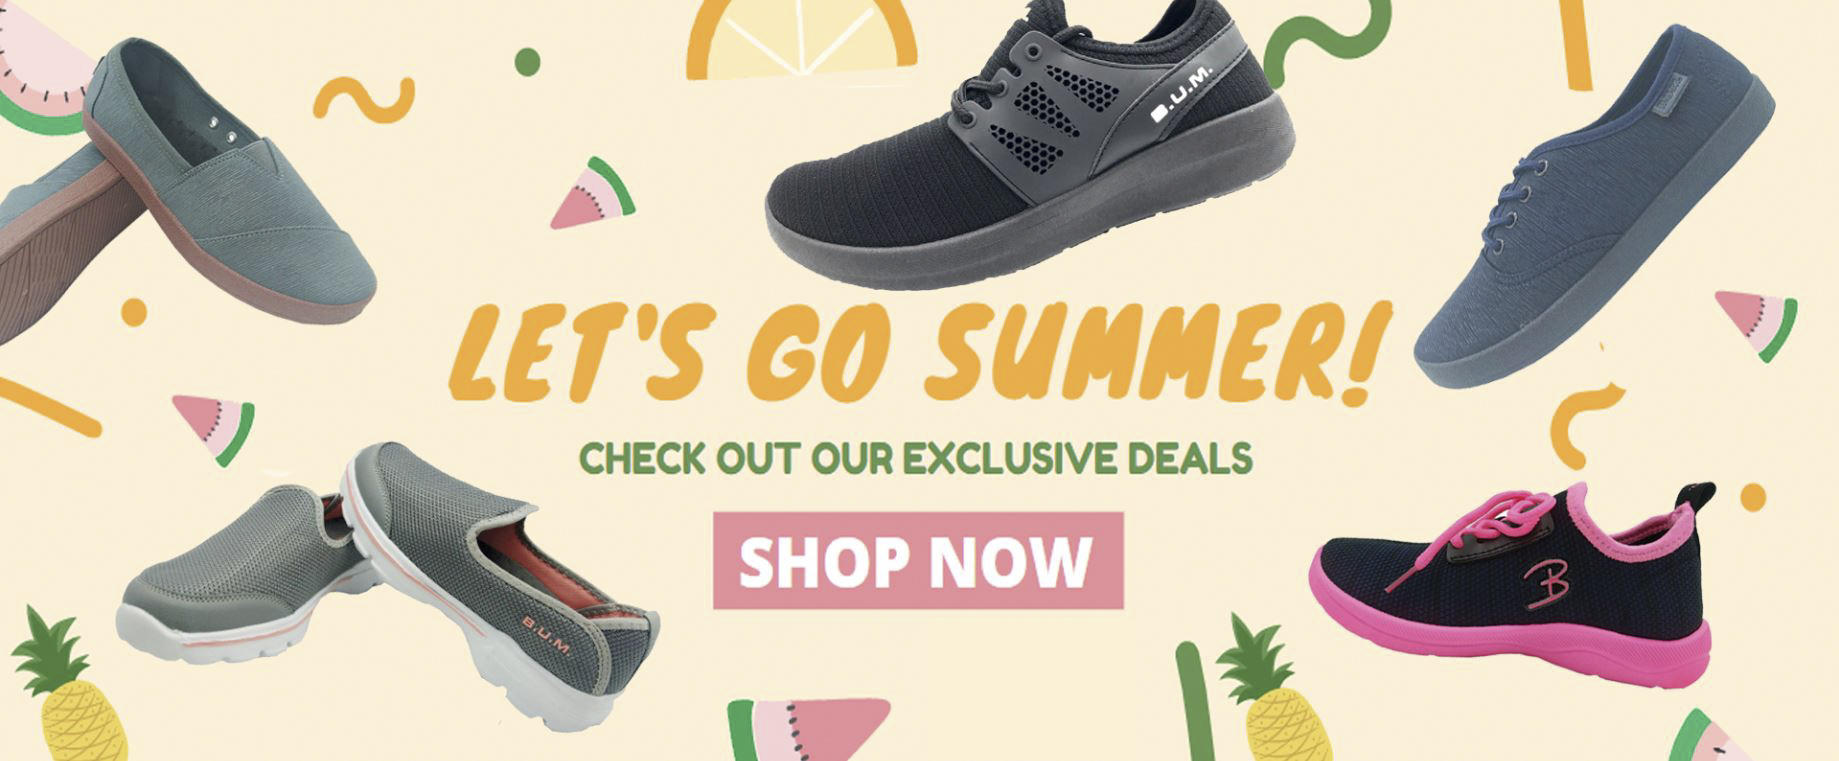 B.U.M.
LET'S GO SUMMER!
CHECK OUT OUR EXCLUSIVE DEALS
SHOP NOW
B.U.M.
B